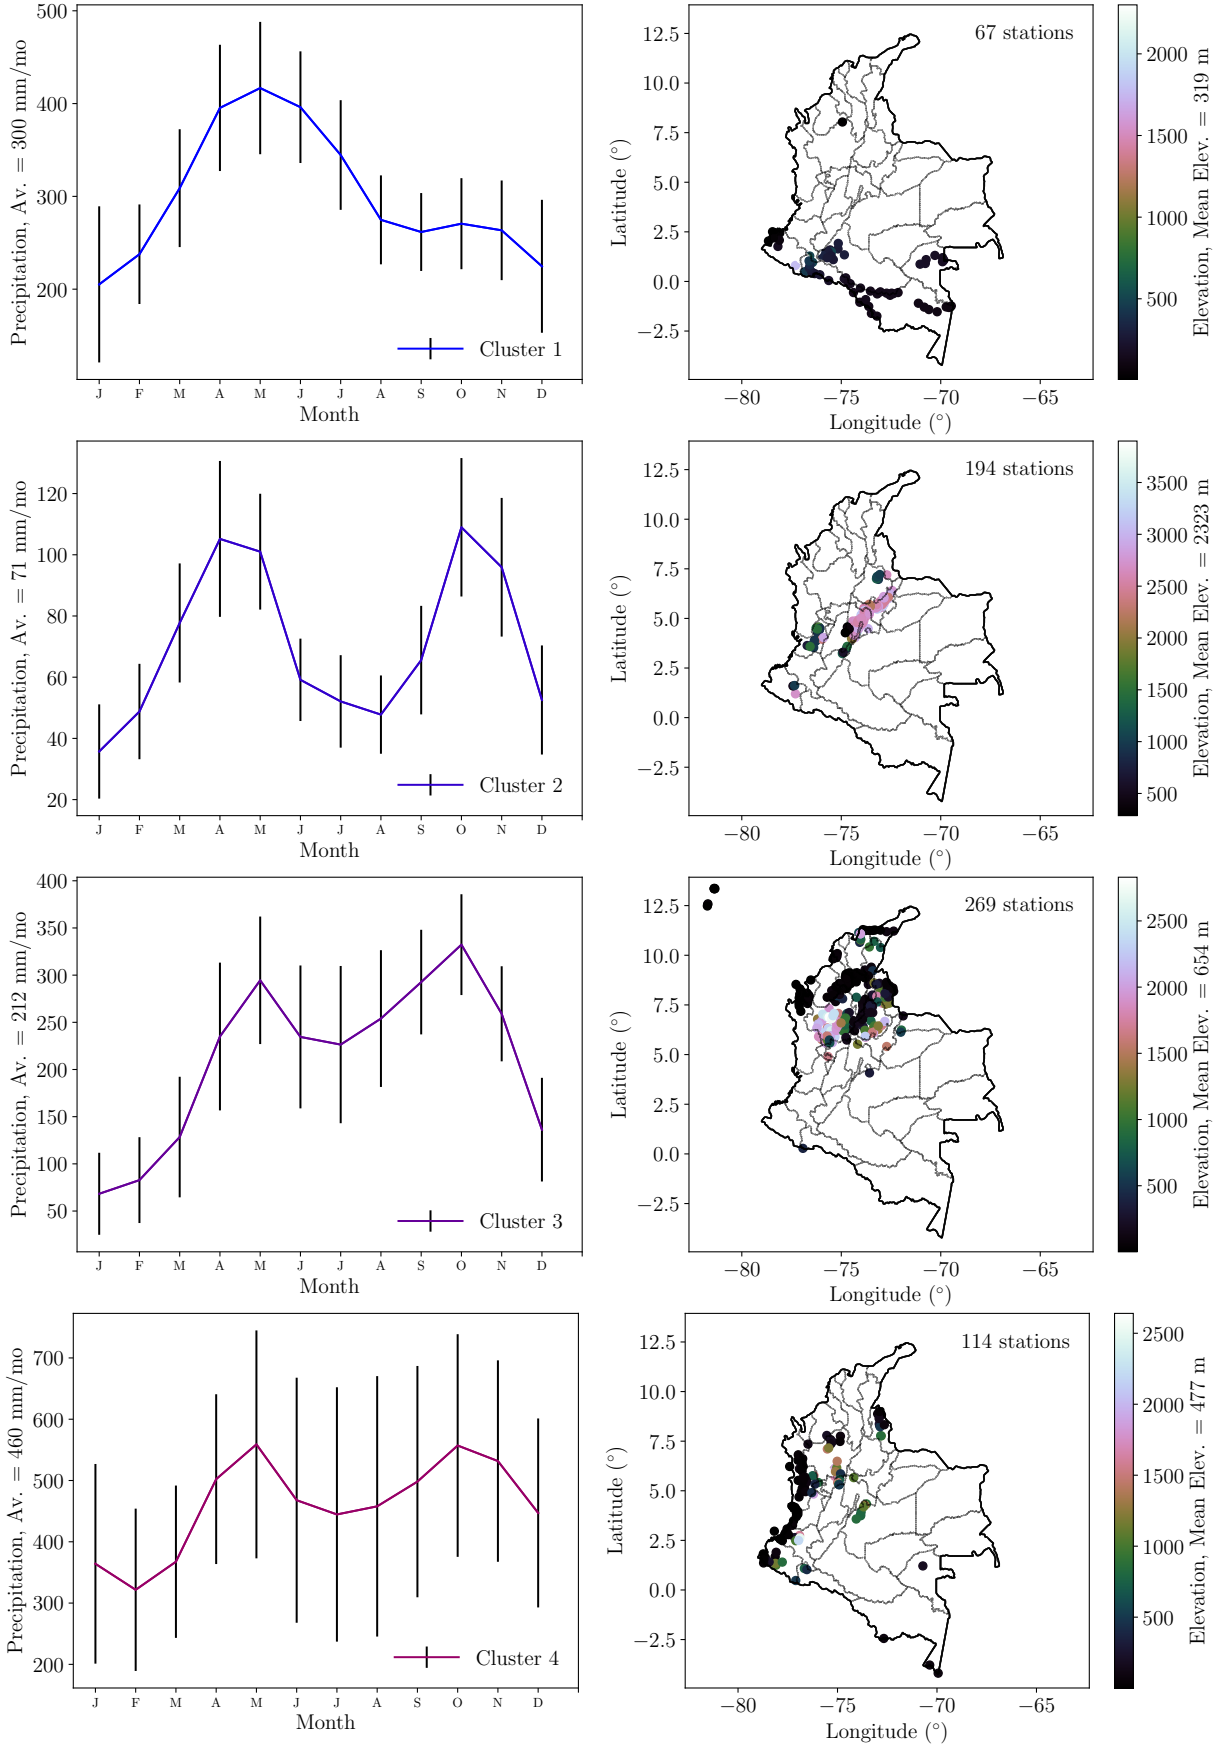 500
400
300
200
Precipitation, Av. = 300 mm/mo
J F M A M J J A S O N D
Month
Cluster 1
12.5
10.0
7.5
5.0
2.5
0.0
−2.5
Latitude (°)
67 stations
−80 −75 −70 −65
Longitude (°)
2000
1500
1000
500
Elevation, Mean Elev. = 319 m
120
100
80
60
40
20
Precipitation, Av. = 71 mm/mo
J F M A M J J A S O N D
Month
Cluster 2
12.5
10.0
7.5
5.0
2.5
0.0
−2.5
Latitude (°)
194 stations
−80 −75 −70 −65
Longitude (°)
3500
3000
2500
2000
1500
1000
500
Elevation, Mean Elev. = 2323 m
400
350
300
250
200
150
100
50
Precipitation, Av. = 212 mm/mo
J F M A M J J A S O N D
Month
Cluster 3
12.5
10.0
7.5
5.0
2.5
0.0
−2.5
Latitude (°)
269 stations
−80 −75 −70 −65
Longitude (°)
2500
2000
1500
1000
500
Elevation, Mean Elev. = 654 m
700
600
500
400
300
200
Precipitation, Av. = 460 mm/mo
J F M A M J J A S O N D
Month
Cluster 4
12.5
10.0
7.5
5.0
2.5
0.0
−2.5
Latitude (°)
114 stations
−80 −75 −70 −65
Longitude (°)
2500
2000
1500
1000
500
Elevation, Mean Elev. = 477 m